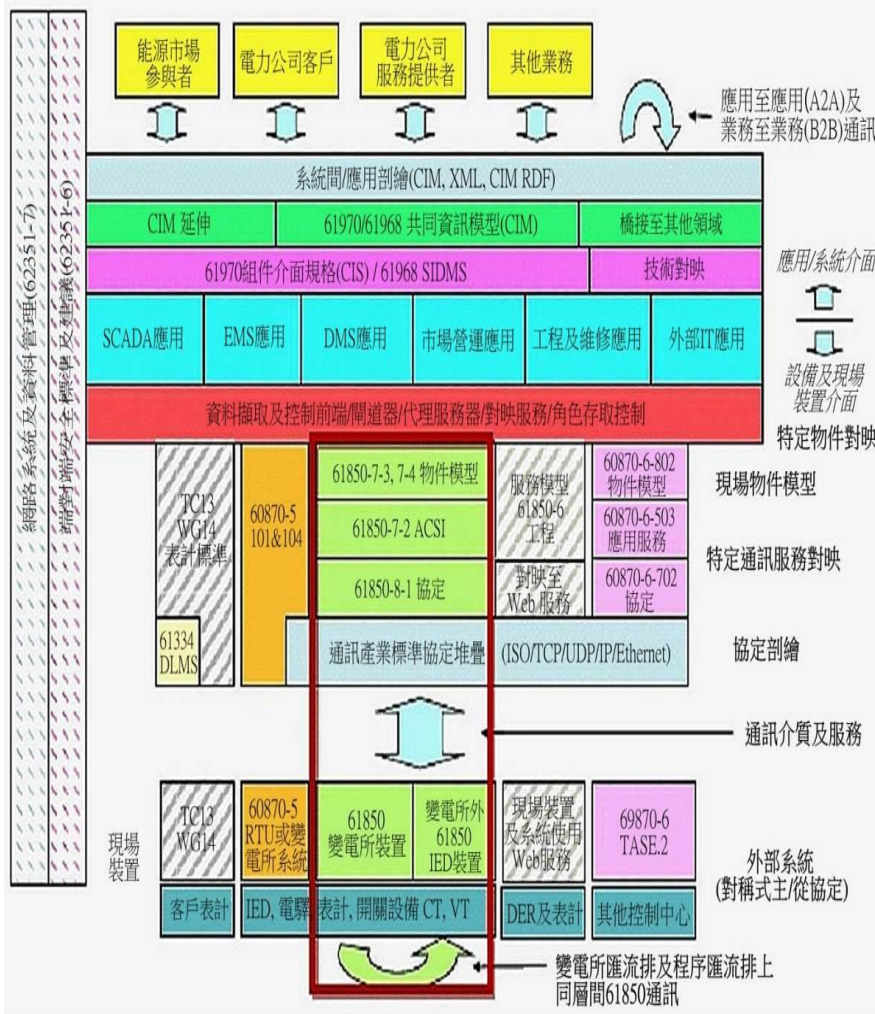 能源市場
參與者
電力公司客戶
電力公司
服務提供者
其他業務
應用至應用(A2A)及
業務至業務(B2B)通訊
網路系統及資料管理(62351-7)
端對端安全標準及建議(62351-6)
系統間/應用剖繪(CIM, XML, CIM RDF)
CIM 延伸
61970/61968 共同資訊模型(CIM)
橋接至其他領域
61970組件介面規格(CIS) / 61968 SIDMS
技術對映
應用/系統介面
SCADA應用
EMS應用
DMS應用
市場營運應用
工程及維修應用
外部IT應用
設備及現場
裝置介面
資料擷取及控制前端/閘道器/代理服務器/對映服務/角色存取控制
特定物件對映
TC13
WG14
表計標準
60870-5
101&104
61850-7-3, 7-4 物件模型
服務模型
61850-6
工程
60870-6-802
物件模型
現場物件模型
61850-7-2 ACSI
60870-6-503
應用服務
特定通訊服務對映
61850-8-1 協定
對映至
Web 服務
60870-6-702
協定
61334
DLMS
通訊產業標準協定堆疊 (ISO/TCP/UDP/IP/Ethernet)
協定剖繪
通訊介質及服務
現場
裝置
TC13
WG14
60870-5
RTU或變
電所系統
61850
變電所裝置
變電所外
61850
IED裝置
現場裝置
及系統使用
Web服務
69870-6
TASE.2
外部系統
(對稱式主/從協定)
客戶表計
IED, 電驛, 表計, 開關設備 CT, VT
DER及表計
其他控制中心
變電所匯流排及程序匯流排上
同層間61850通訊